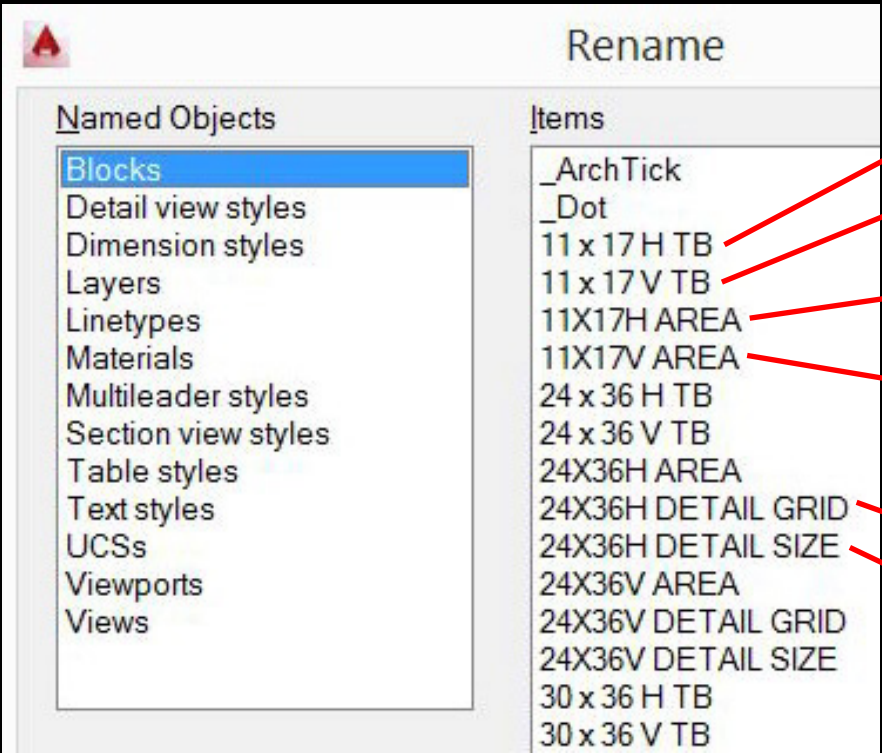 Rename
Named Objects
Blocks
Detail view styles
Dimension styles
Layers
Linetypes
Materials
Multileader styles
Section view styles
Table styles
Text styles
UCSs
Viewports
Views
Items
_ArchTick
_Dot
11 x 17 H TB
11 x 17 V TB
11X17H AREA
11X17V AREA
24 x 36 H TB
24 x 36 V TB
24X36H AREA
24X36H DETAIL GRID
24X36H DETAIL SIZE
24X36V AREA
24X36V DETAIL GRID
24X36V DETAIL SIZE
30 x 36 H TB
30 x 36 V TB